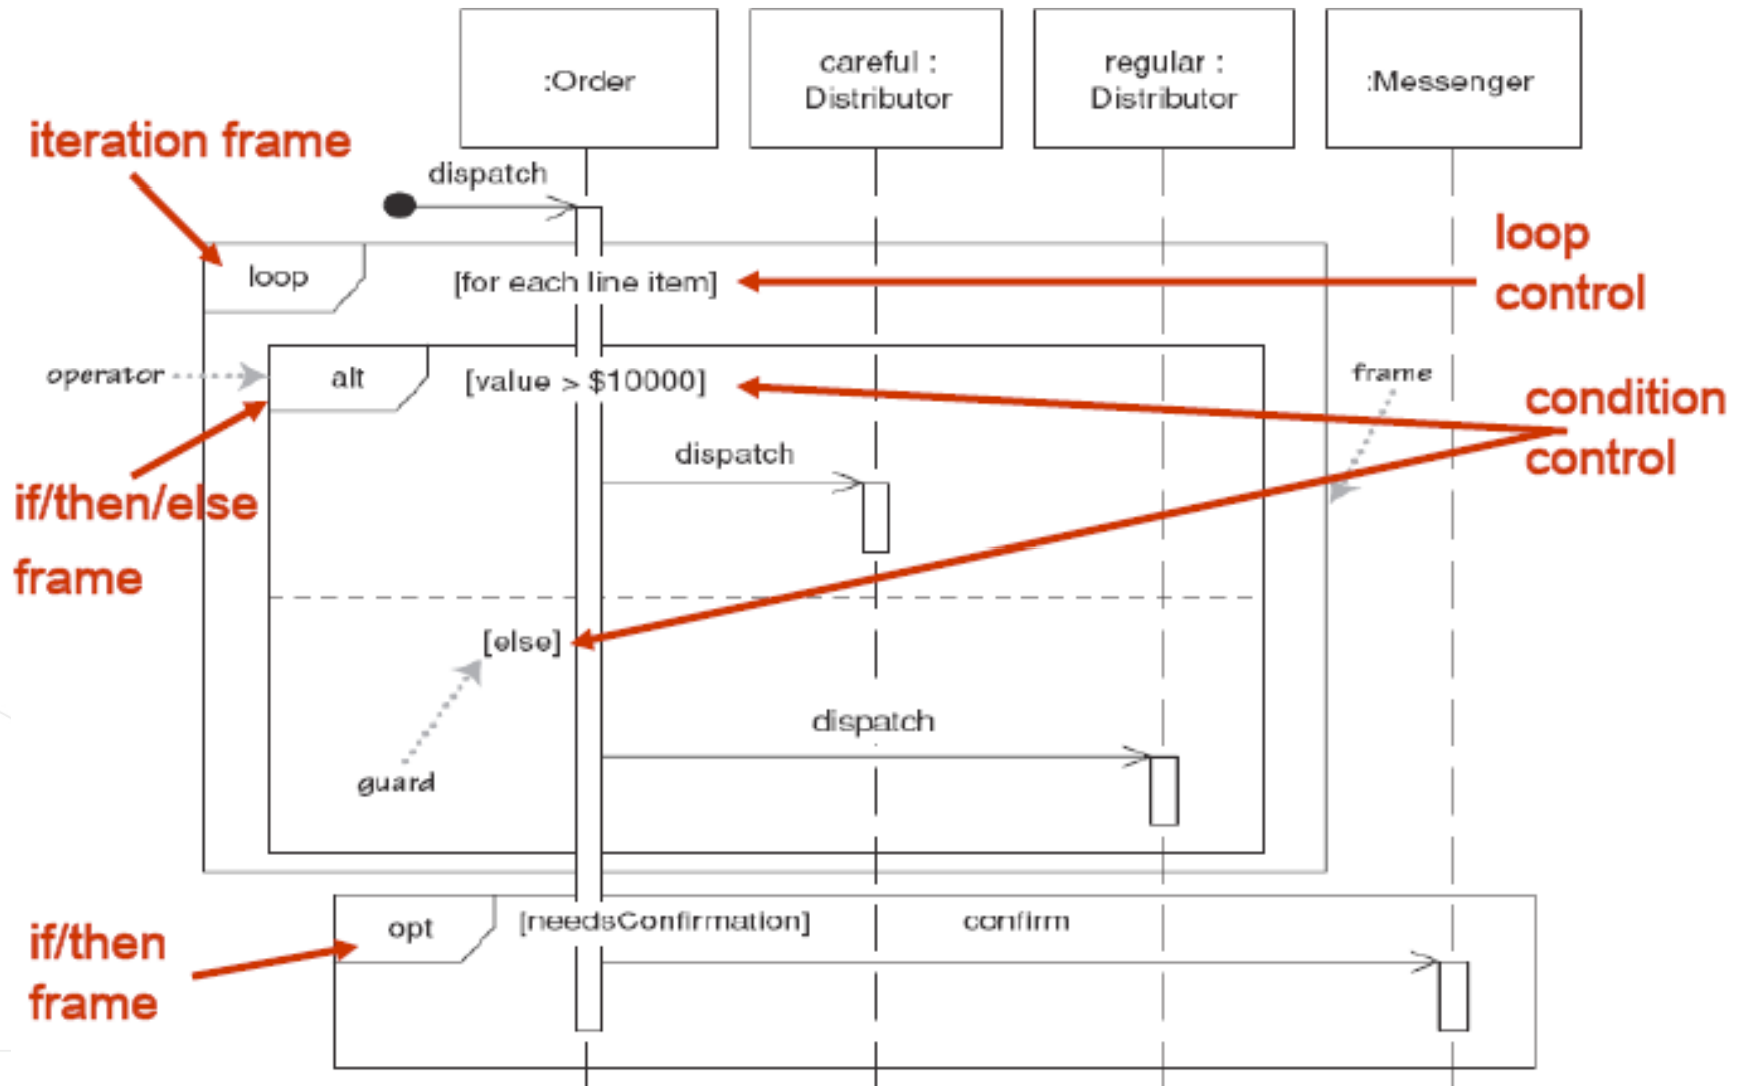 :Order
careful :
Distributor
regular :
Distributor
:Messenger
iteration frame
dispatch
loop
[for each line item]
loop
control
operator
alt
[value > $10000]
frame
condition
control
dispatch
if/then/else
frame
[else]
dispatch
guard
opt
[needsConfirmation]
confirm
if/then
frame